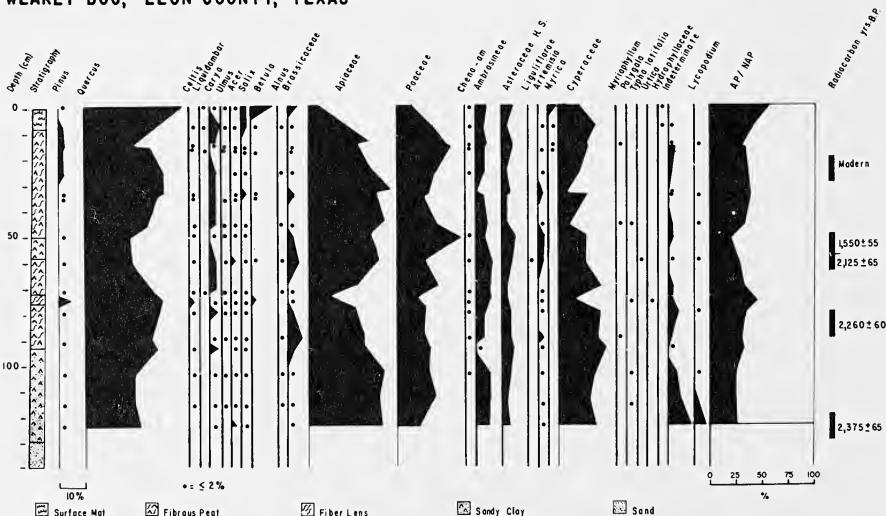 WEAKLY BOG, LEON COUNTY, TEXAS
Depth (cm)
Stratigraphy
Pinus
Quercus
Celtis
Liquidambar
Carya
Ulmus
Acer
Salix
Betula
Alnus
Brassicaceae
Apiaceae
Poaceae
Cheno-am
Ambrosineae
Asteraceae H. S.
Liguliflorae
Artemisia
Myrica
Cyperaceae
Myriophyllum
Polygala
Typha latifolia
Urtica
Hydrophyllaceae
Indeterminate
Lycopodium
AP/NAP
Radiocarbon yrs. B.P.
0
50
100
Modern
1,550±55
2,125±65
2,260±60
2,375±65
10%
•= ≤2%
0 25 50 75 100
%
Surface Mat Fibrous Peat Fiber Lens Sandy Clay Sand